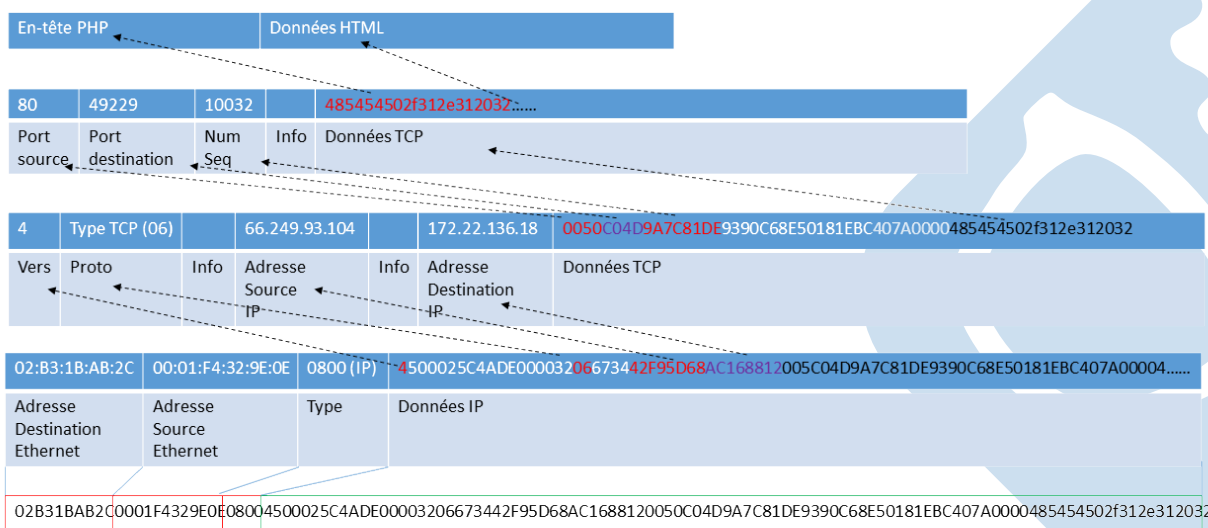 En-tête PHP Données HTML
80 49229 10032 485454502f312e312032......
Port source Port destination Num Seq Info Données TCP
4 Type TCP (06) 66.249.93.104 172.22.136.18 0050C04D9A7C81DE9390C68E50181EBC407A0000485454502f312e312032
Vers Proto Info Adresse Source IP Info Adresse Destination IP Données TCP
02:B3:1B:AB:2C 00:01:F4:32:9E:0E 0800 (IP) 4500025C4ADE00003206673442F95D68AC168812005C04D9A7C81DE9390C68E50181EBC407A00004......
Adresse Destination Ethernet Adresse Source Ethernet Type Données IP
02B31BAB2C0001F4329E0E08004500025C4ADE00003206673442F95D68AC1688120050C04D9A7C81DE9390C68E50181EBC407A0000485454502f312e312032